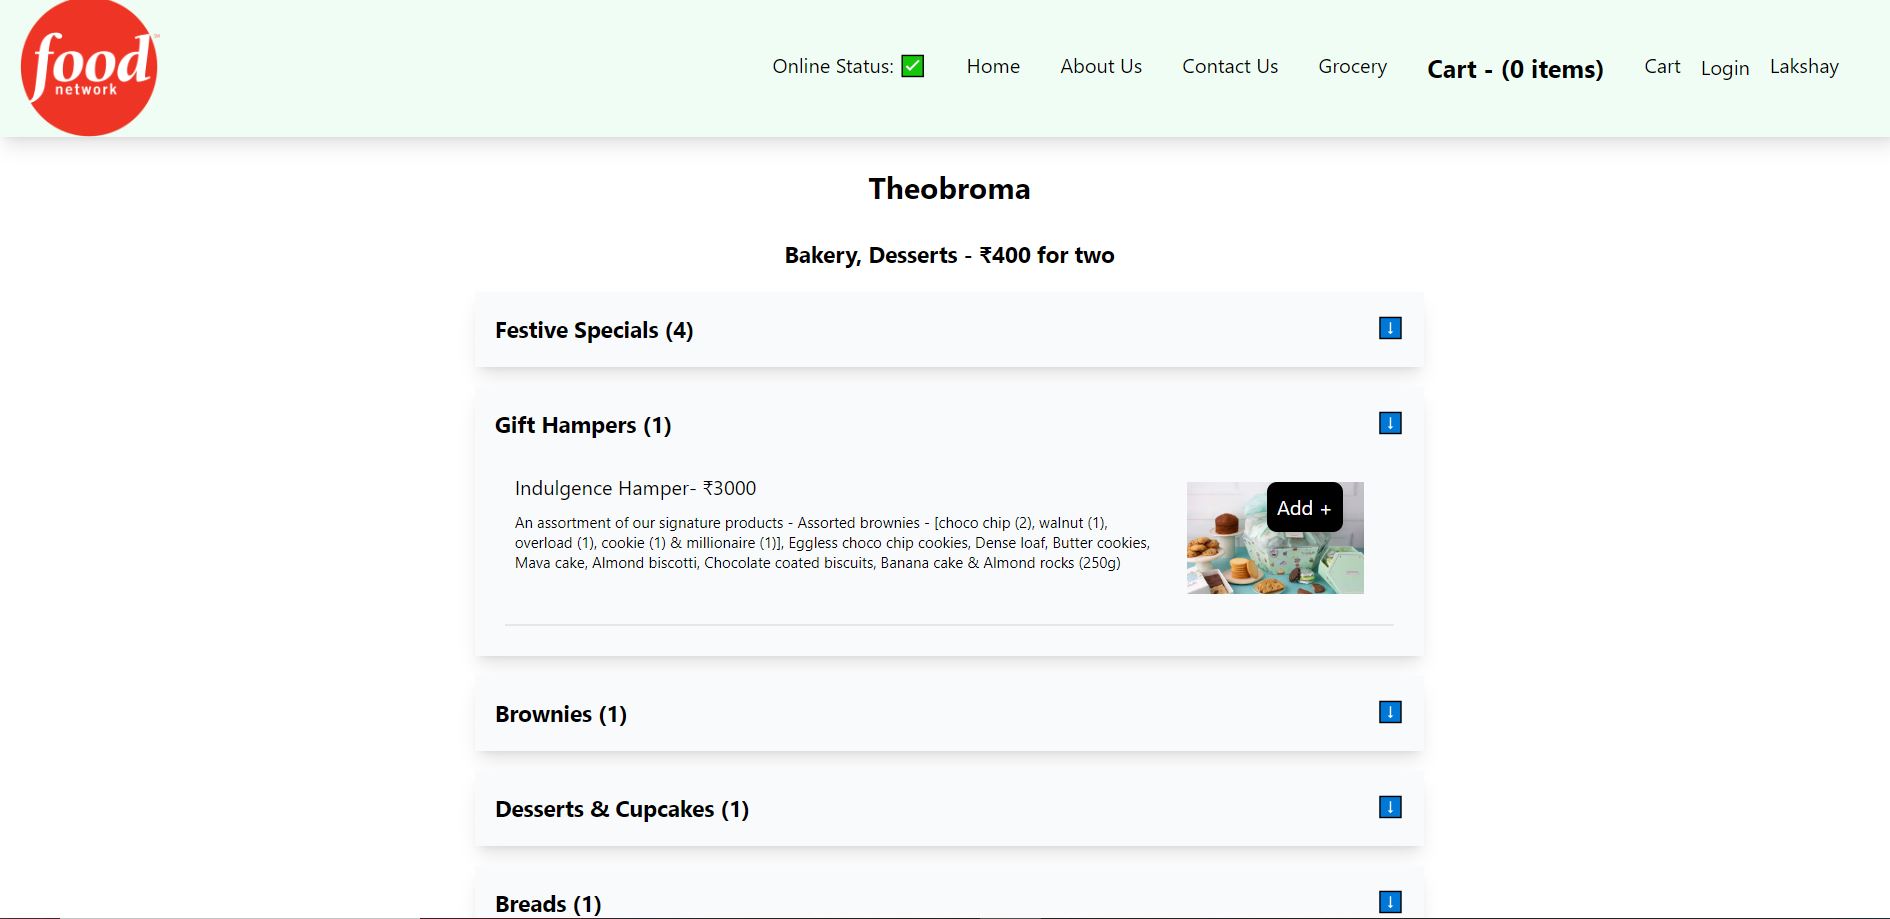 food
network
Online Status: ✅ Home About Us Contact Us Grocery Cart - (0 items) Cart Login Lakshay
Theobroma
Bakery, Desserts - ₹400 for two
Festive Specials (4) ⬇️
Gift Hampers (1) ⬇️
Indulgence Hamper- ₹3000
Add +
An assortment of our signature products - Assorted brownies - [choco chip (2), walnut (1),
overload (1), cookie (1) & millionaire (1)], Eggless choco chip cookies, Dense loaf, Butter cookies,
Mava cake, Almond biscotti, Chocolate coated biscuits, Banana cake & Almond rocks (250g)
Brownies (1) ⬇️
Desserts & Cupcakes (1) ⬇️
Breads (1) ⬇️